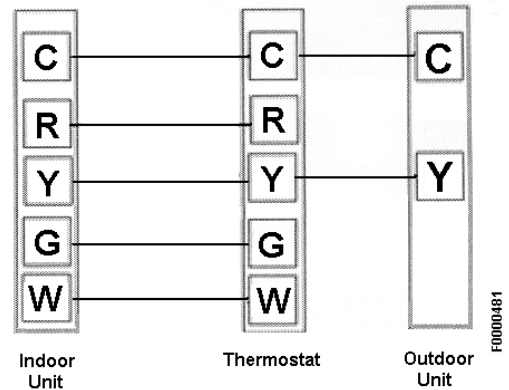 C C C
R R
Y Y Y
G G
W W
Indoor Unit
Thermostat
Outdoor Unit
F0000481